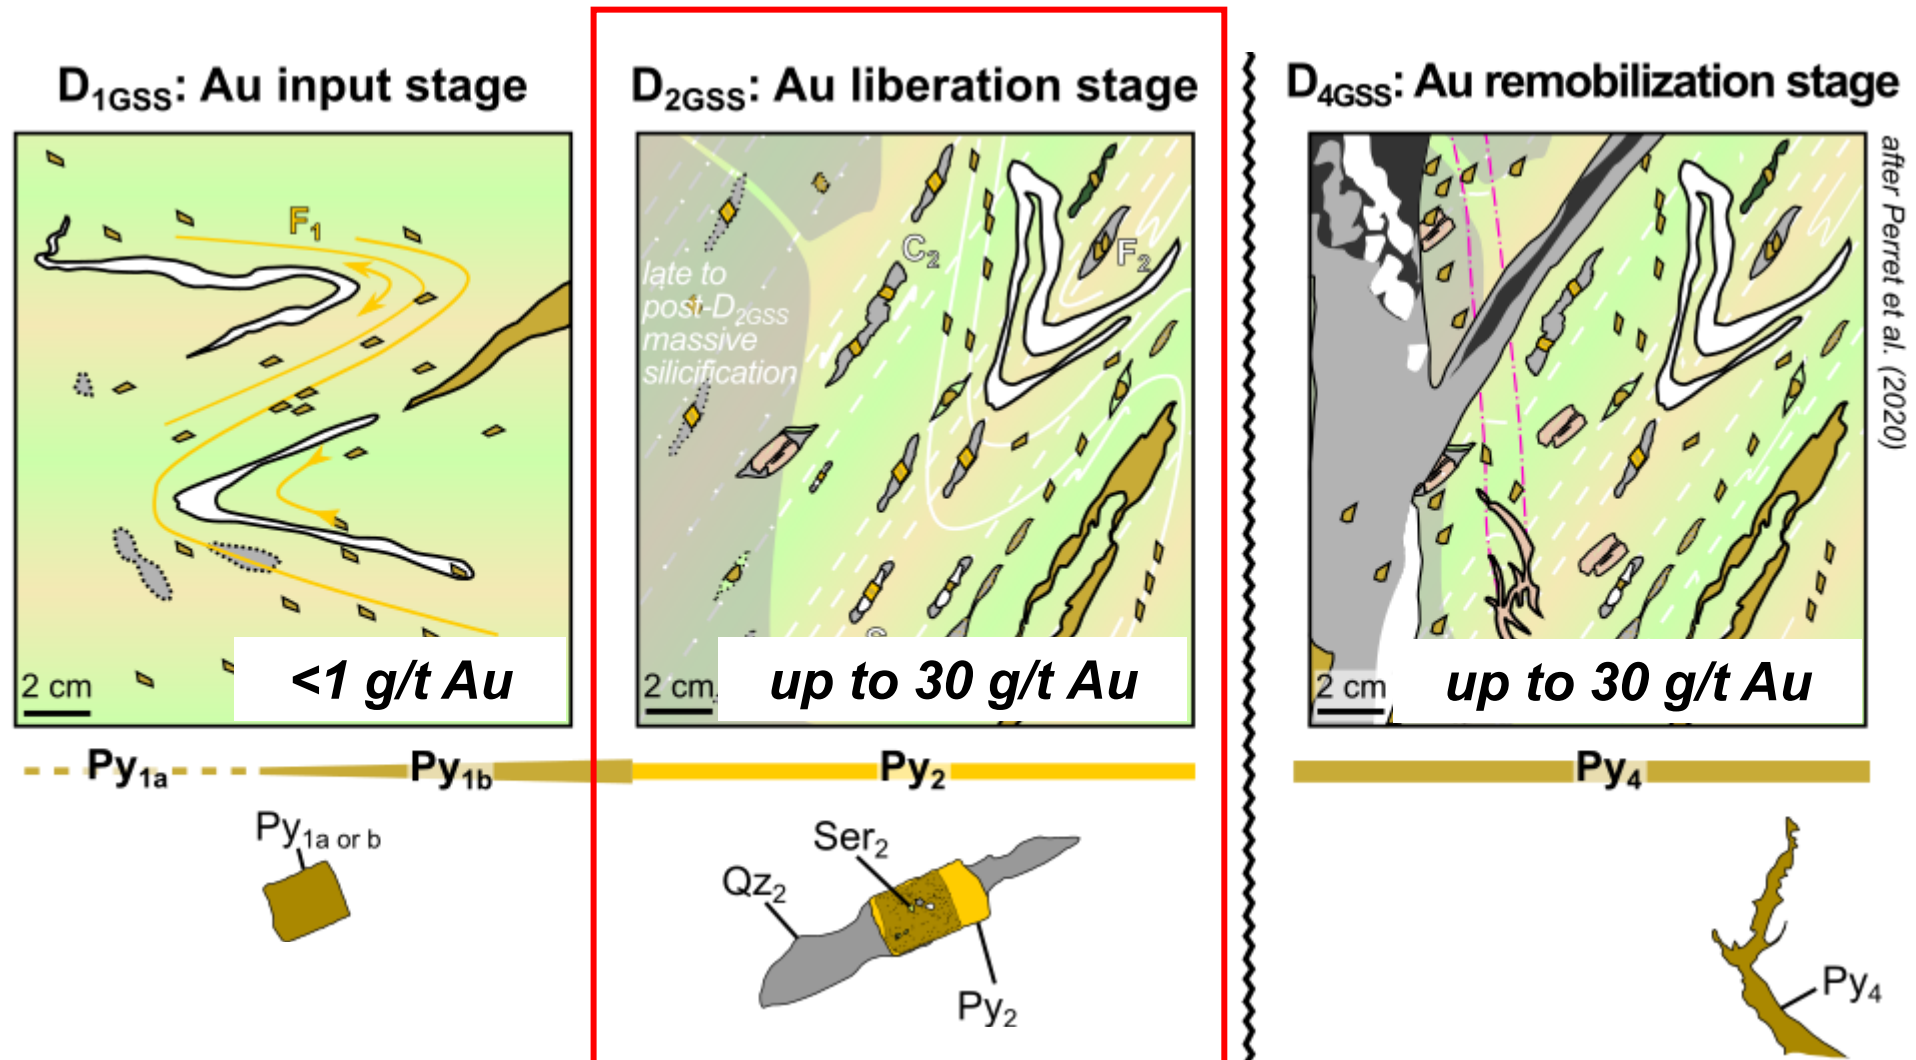 D1GSS: Au input stage
D2GSS: Au liberation stage
D4GSS: Au remobilization stage
F1
C2
F2
late to
post-D2GSS
massive
silicification
after Perret et al. (2020)
2 cm
<1 g/t Au
2 cm
up to 30 g/t Au
2 cm
up to 30 g/t Au
Py1a
Py1b
Py2
Py4
Py1a or b
Ser2
Qz2
Py2
Py4